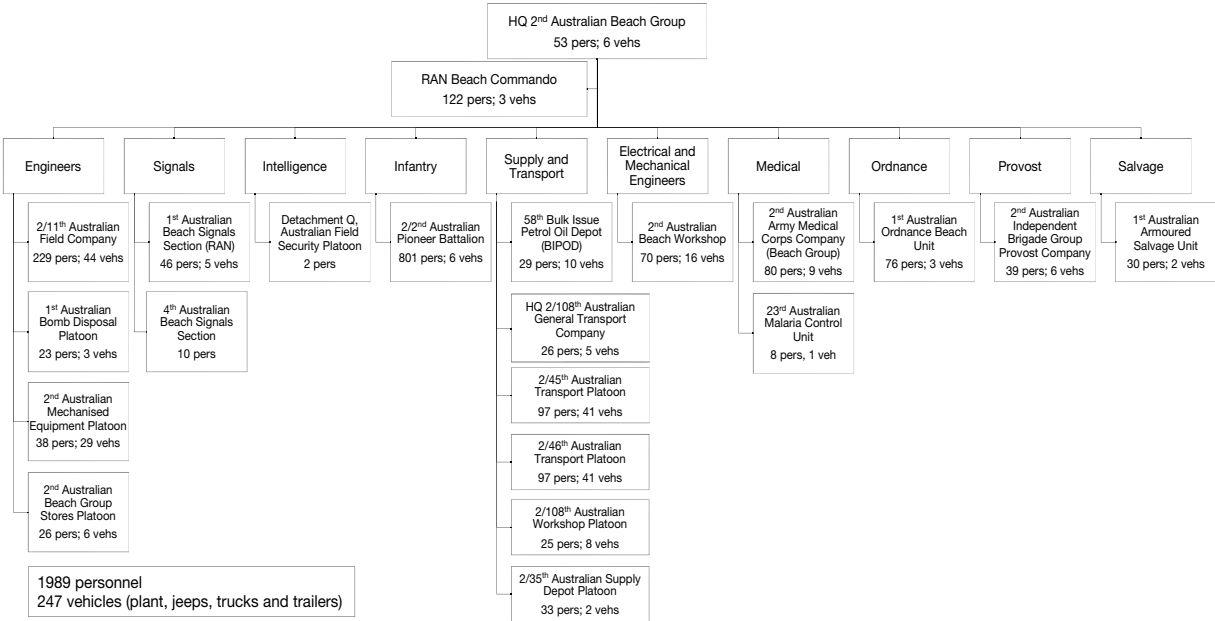 HQ 2nd Australian Beach Group
53 pers; 6 vehs
RAN Beach Commando
122 pers; 3 vehs
Engineers
Signals
Intelligence
Infantry
Supply and
Transport
Electrical and
Mechanical
Engineers
Medical
Ordnance
Provost
Salvage
2/11th Australian
Field Company
229 pers; 44 vehs
1st Australian
Bomb Disposal
Platoon
23 pers; 3 vehs
2nd Australian
Mechanised
Equipment Platoon
38 pers; 29 vehs
2nd Australian
Beach Group
Stores Platoon
26 pers; 6 vehs
1st Australian
Beach Signals
Section (RAN)
46 pers; 5 vehs
4th Australian
Beach Signals
Section
10 pers
Detachment Q,
Australian Field
Security Platoon
2 pers
2/2nd Australian
Pioneer Battalion
801 pers; 6 vehs
58th Bulk Issue
Petrol Oil Depot
(BIPOD)
29 pers; 10 vehs
HQ 2/108th Australian
General Transport
Company
26 pers; 5 vehs
2/45th Australian
Transport Platoon
97 pers; 41 vehs
2/46th Australian
Transport Platoon
97 pers; 41 vehs
2/108th Australian
Workshop Platoon
25 pers; 8 vehs
2/35th Australian Supply
Depot Platoon
33 pers; 2 vehs
2nd Australian
Beach Workshop
70 pers; 16 vehs
2nd Australian
Army Medical
Corps Company
(Beach Group)
80 pers; 9 vehs
23rd Australian
Malaria Control
Unit
8 pers, 1 veh
1st Australian
Ordnance Beach
Unit
76 pers; 3 vehs
2nd Australian
Independent
Brigade Group
Provost Company
39 pers; 6 vehs
1st Australian
Armoured
Salvage Unit
30 pers; 2 vehs
1989 personnel
247 vehicles (plant, jeeps, trucks and trailers)